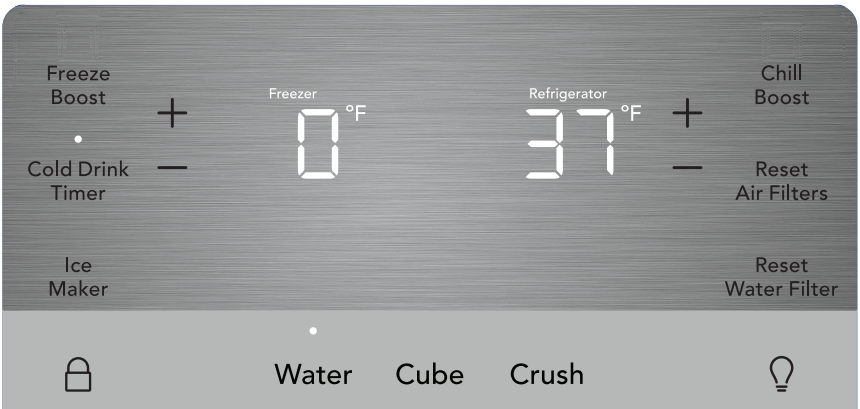 Freeze
Boost
Cold Drink
Timer
Ice
Maker
+
−
Freezer
0 °F
Refrigerator
37 °F
+
−
Chill
Boost
Reset
Air Filters
Reset
Water Filter
Water Cube Crush